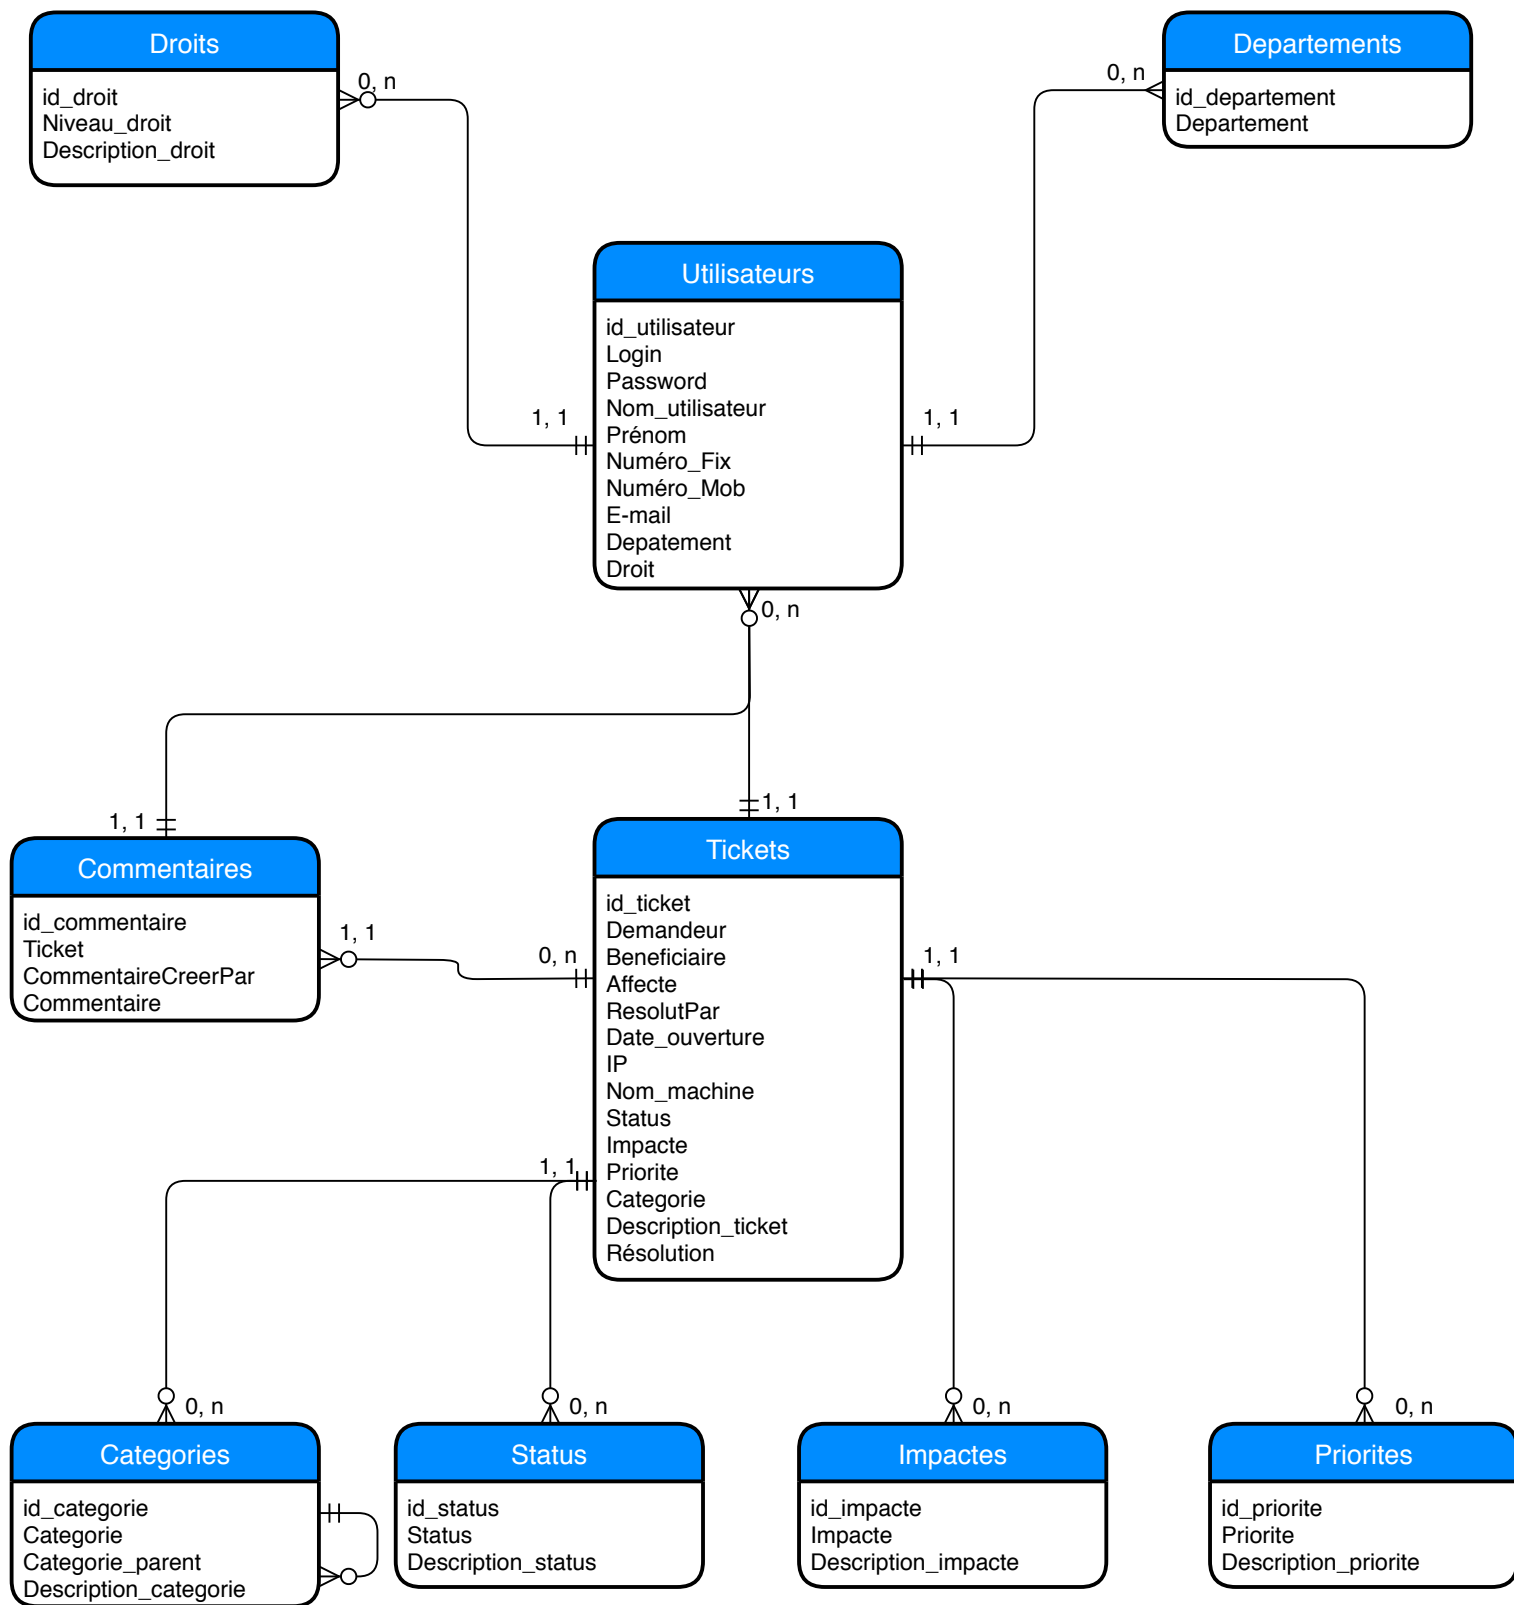 Droits
id_droit
Niveau_droit
Description_droit
0, n
Departements
id_departement
Departement
0, n
Utilisateurs
id_utilisateur
Login
Password
Nom_utilisateur
Prénom
Numéro_Fix
Numéro_Mob
E-mail
Depatement
Droit
1, 1
1, 1
0, n
1, 1
1, 1
Commentaires
id_commentaire
Ticket
CommentaireCreerPar
Commentaire
1, 1
0, n
Tickets
id_ticket
Demandeur
Beneficiaire
Affecte
ResolutPar
Date_ouverture
IP
Nom_machine
Status
Impacte
Priorite
Categorie
Description_ticket
Résolution
1, 1
1, 1
0, n
0, n
0, n
0, n
Categories
id_categorie
Categorie
Categorie_parent
Description_categorie
Status
id_status
Status
Description_status
Impactes
id_impacte
Impacte
Description_impacte
Priorites
id_priorite
Priorite
Description_priorite